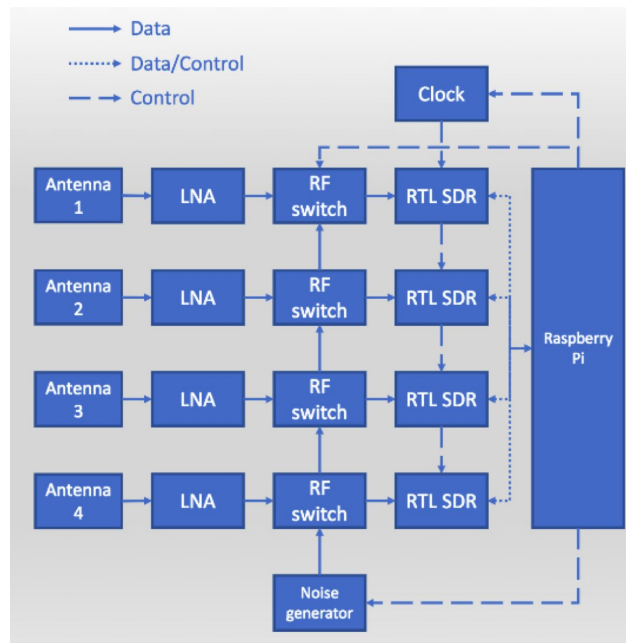 Data
Data/Control
Control
Clock
Antenna
1
LNA
RF
switch
RTL SDR
Antenna
2
LNA
RF
switch
RTL SDR
Antenna
3
LNA
RF
switch
RTL SDR
Antenna
4
LNA
RF
switch
RTL SDR
Raspberry
Pi
Noise
generator